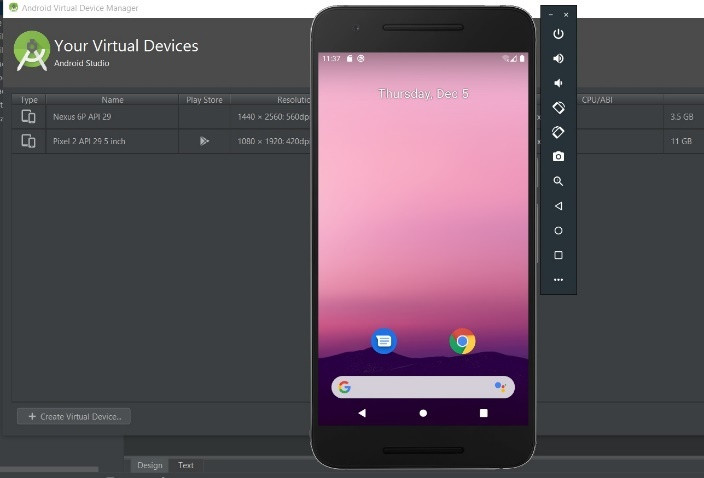 Android Virtual Device Manager
Your Virtual Devices
Android Studio
Type Name Play Store Resolutio CPU/ABI
Nexus 6P API 29 1440 × 2560: 560dp 3.5 GB
Pixel 2 API 29 5 inch 1080 × 1920: 420dp 11 GB
+ Create Virtual Device...
Design Text
11:37
Thursday, Dec 5